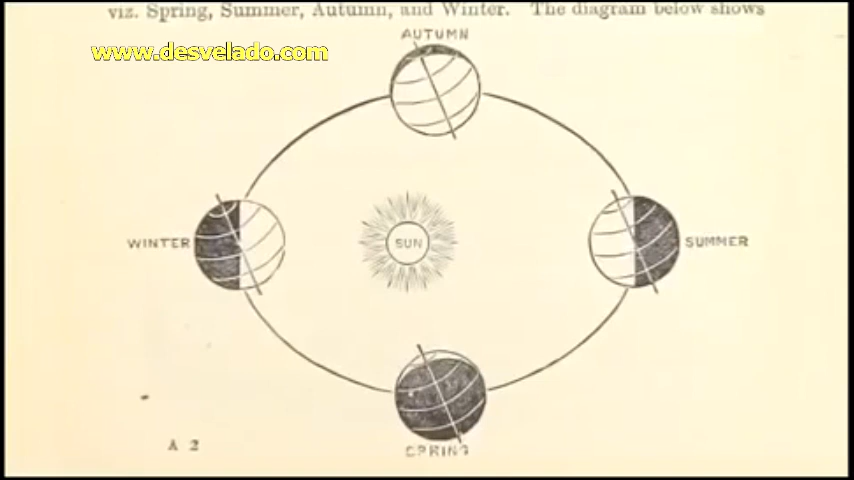 viz. Spring, Summer, Autumn, and Winter. The diagram below shows
www.desvelado.com
AUTUMN
WINTER
SUN
SUMMER
SPRING
A 2